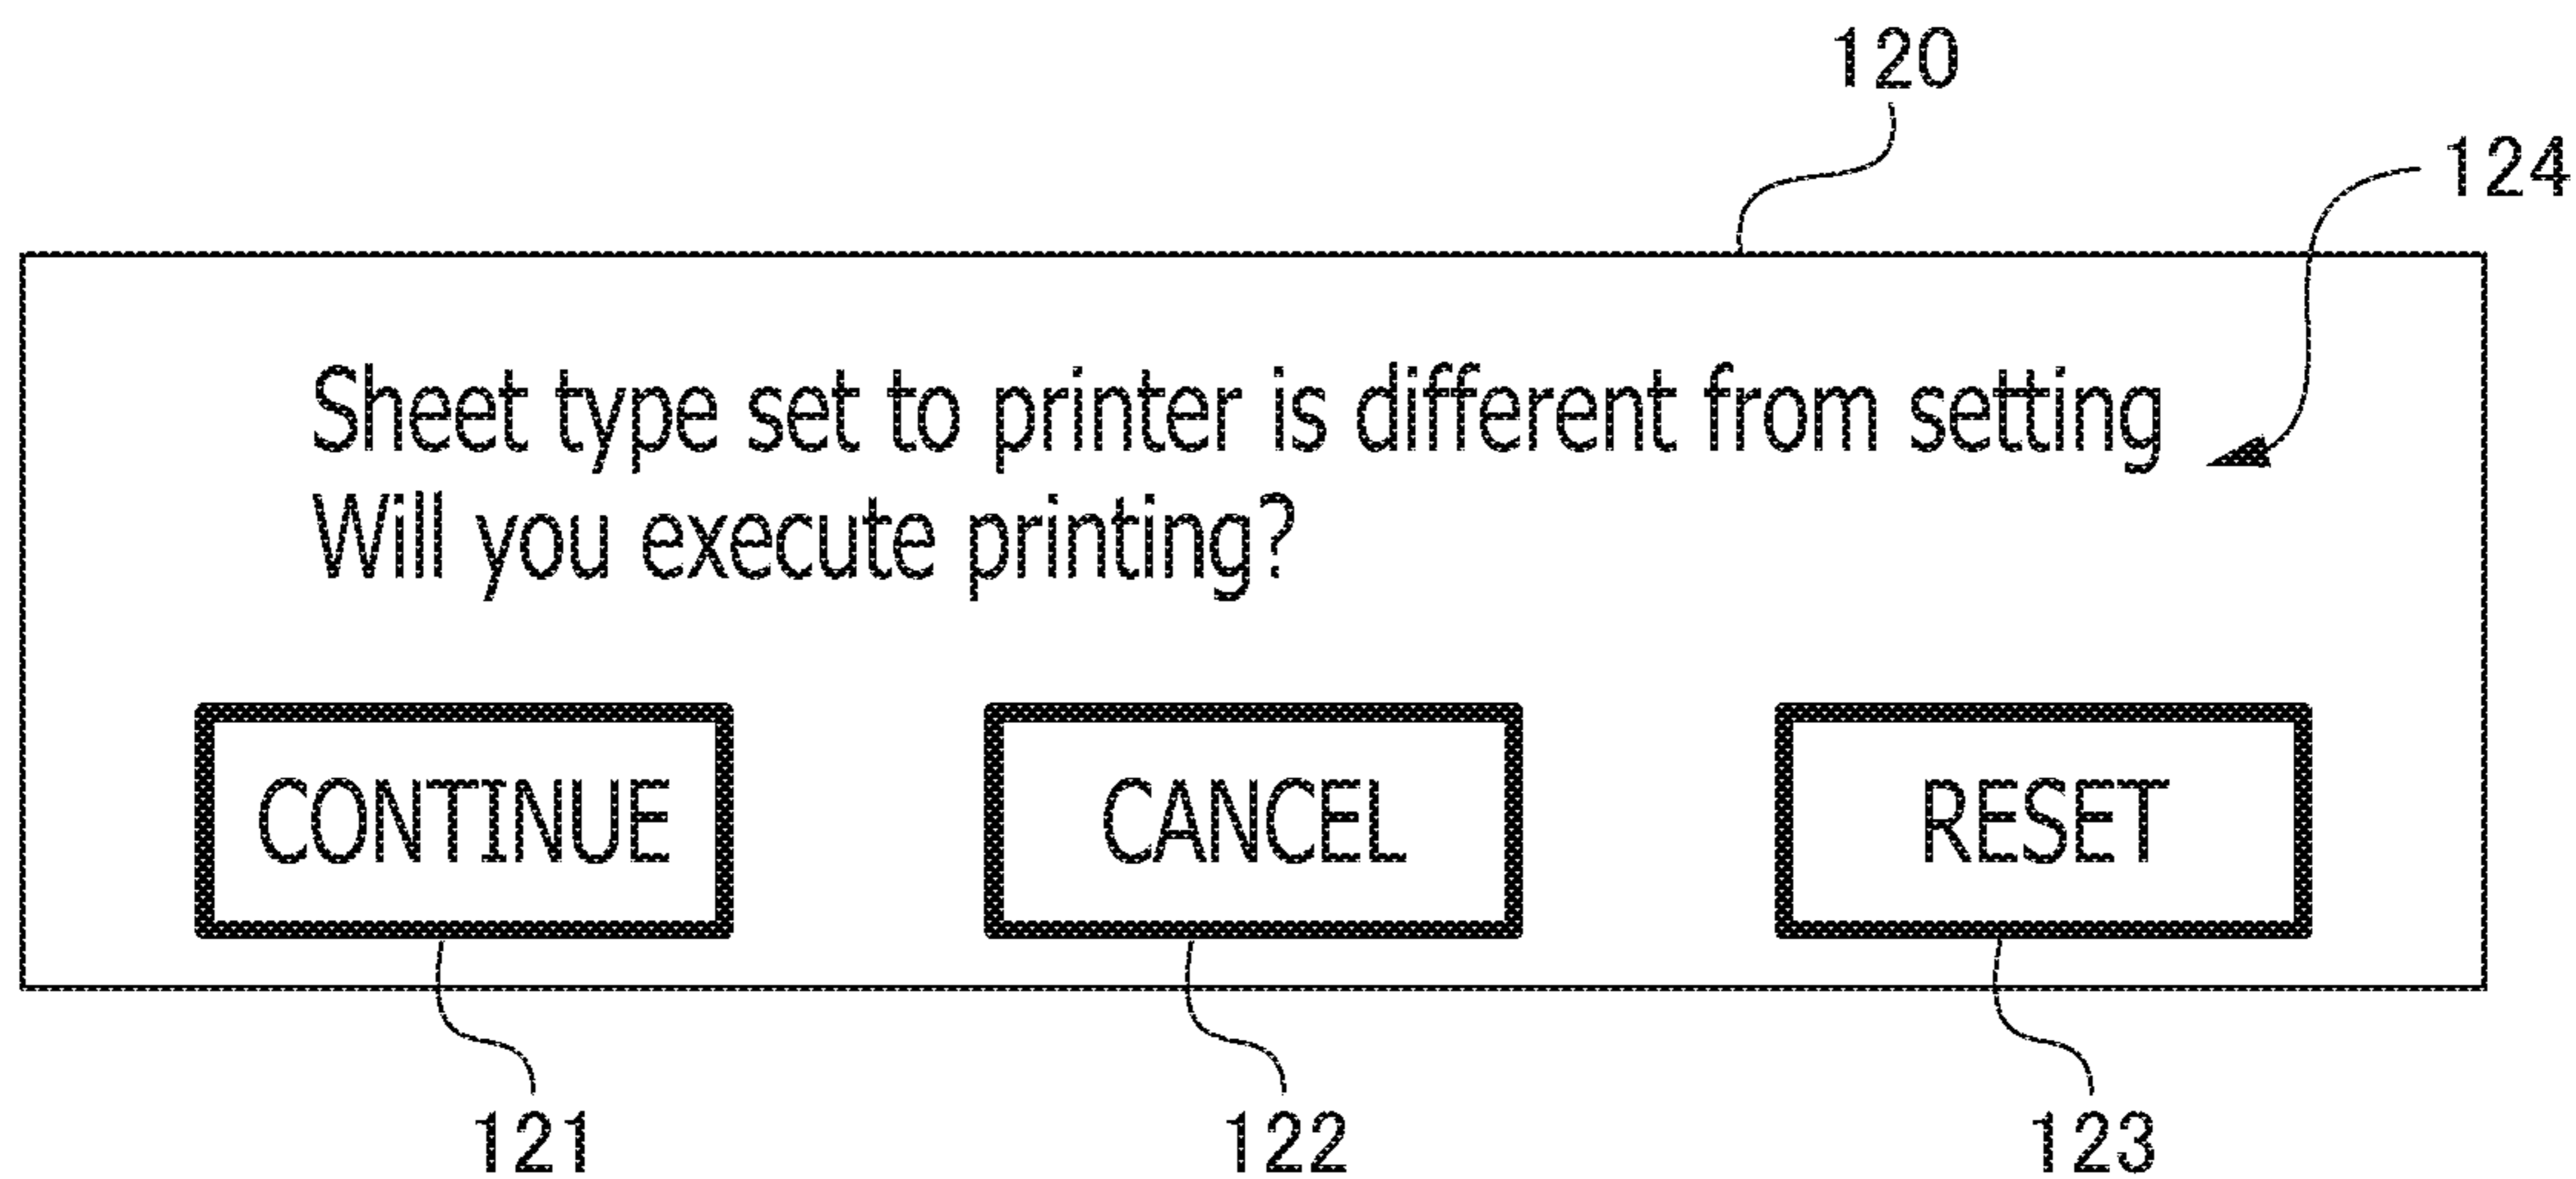 120
124
Sheet type set to printer is different from setting
Will you execute printing?
CONTINUE CANCEL RESET
121 122 123